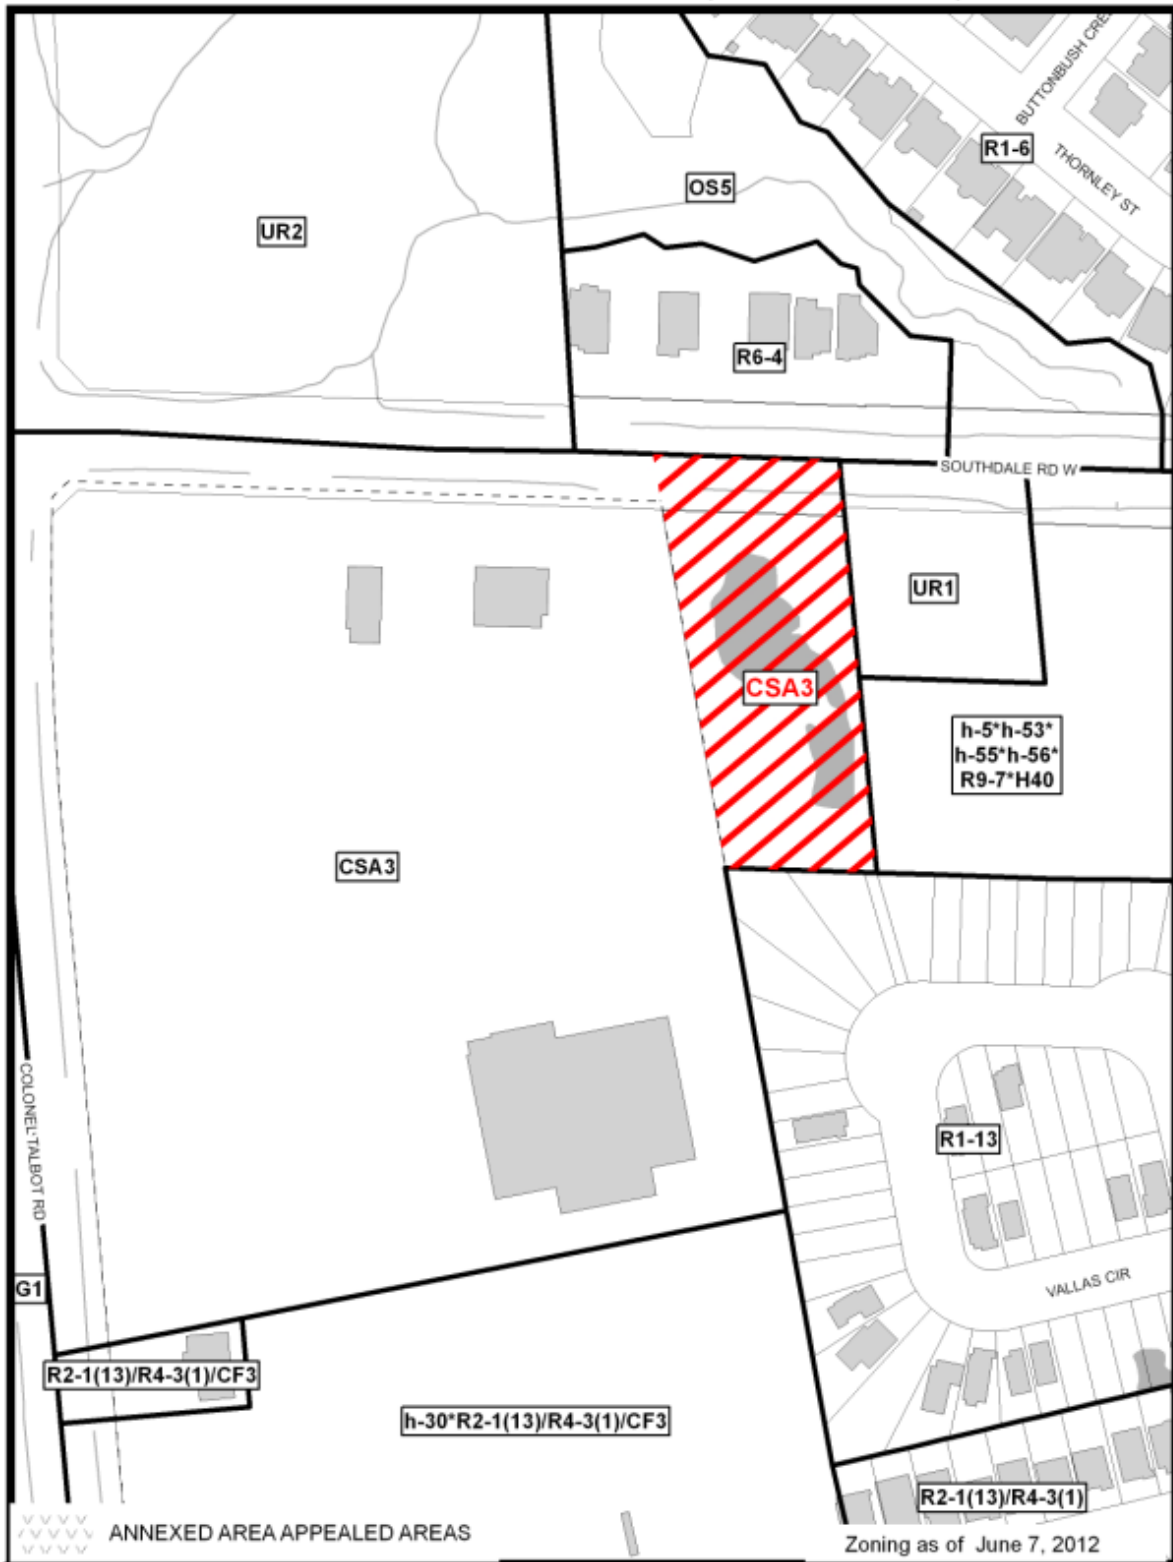 BUTTONBUSH CRE
R1-6
THORNLEY ST
OS5
UR2
R6-4
SOUTHDALE RD W
UR1
CSA3
h-5*h-53*
h-55*h-56*
R9-7*H40
CSA3
COLONEL TALBOT RD
R1-13
VALLAS CIR
G1
R2-1(13)/R4-3(1)/CF3
h-30*R2-1(13)/R4-3(1)/CF3
R2-1(13)/R4-3(1)
ANNEXED AREA APPEALED AREAS
Zoning as of June 7, 2012